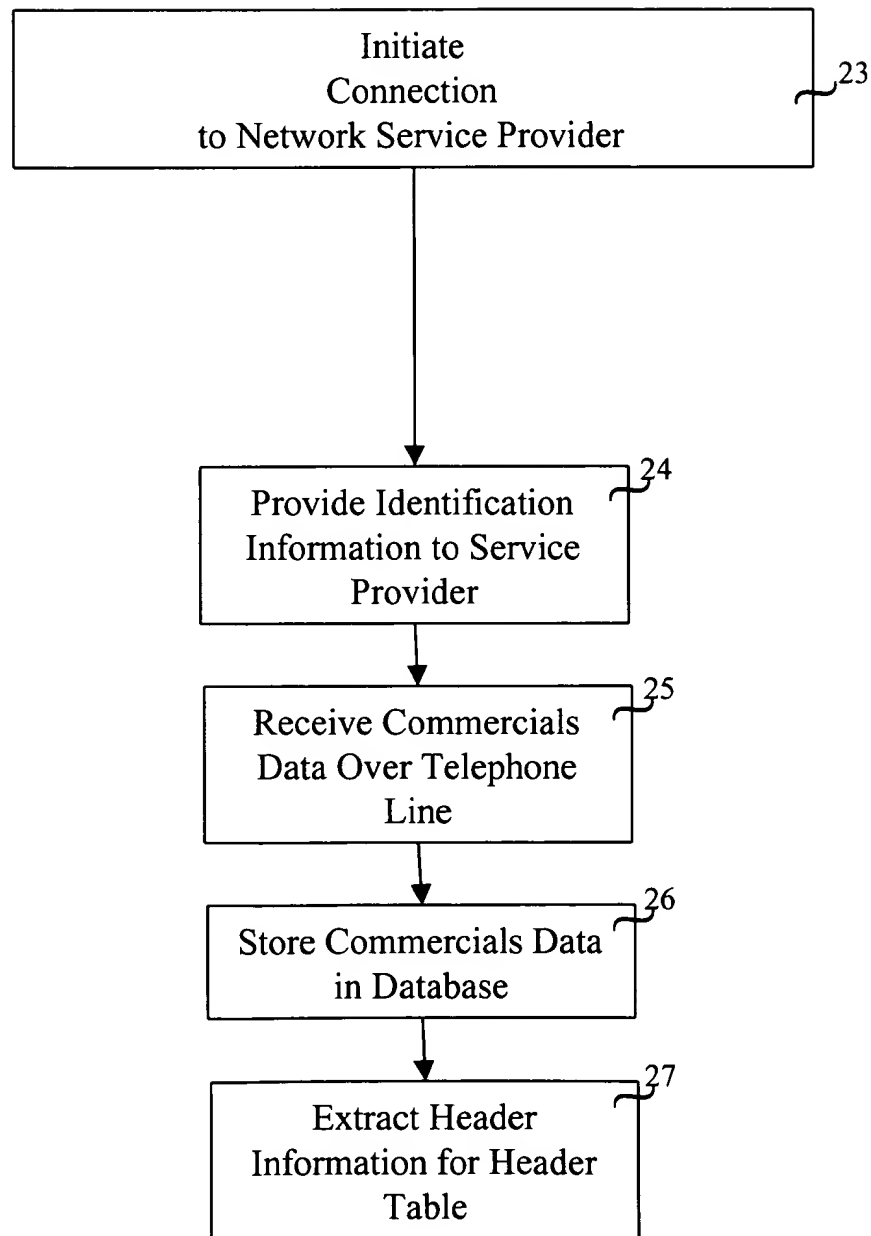 Initiate
Connection
to Network Service Provider
23
24
Provide Identification
Information to Service
Provider
25
Receive Commercials
Data Over Telephone
Line
26
Store Commercials Data
in Database
27
Extract Header
Information for Header
Table